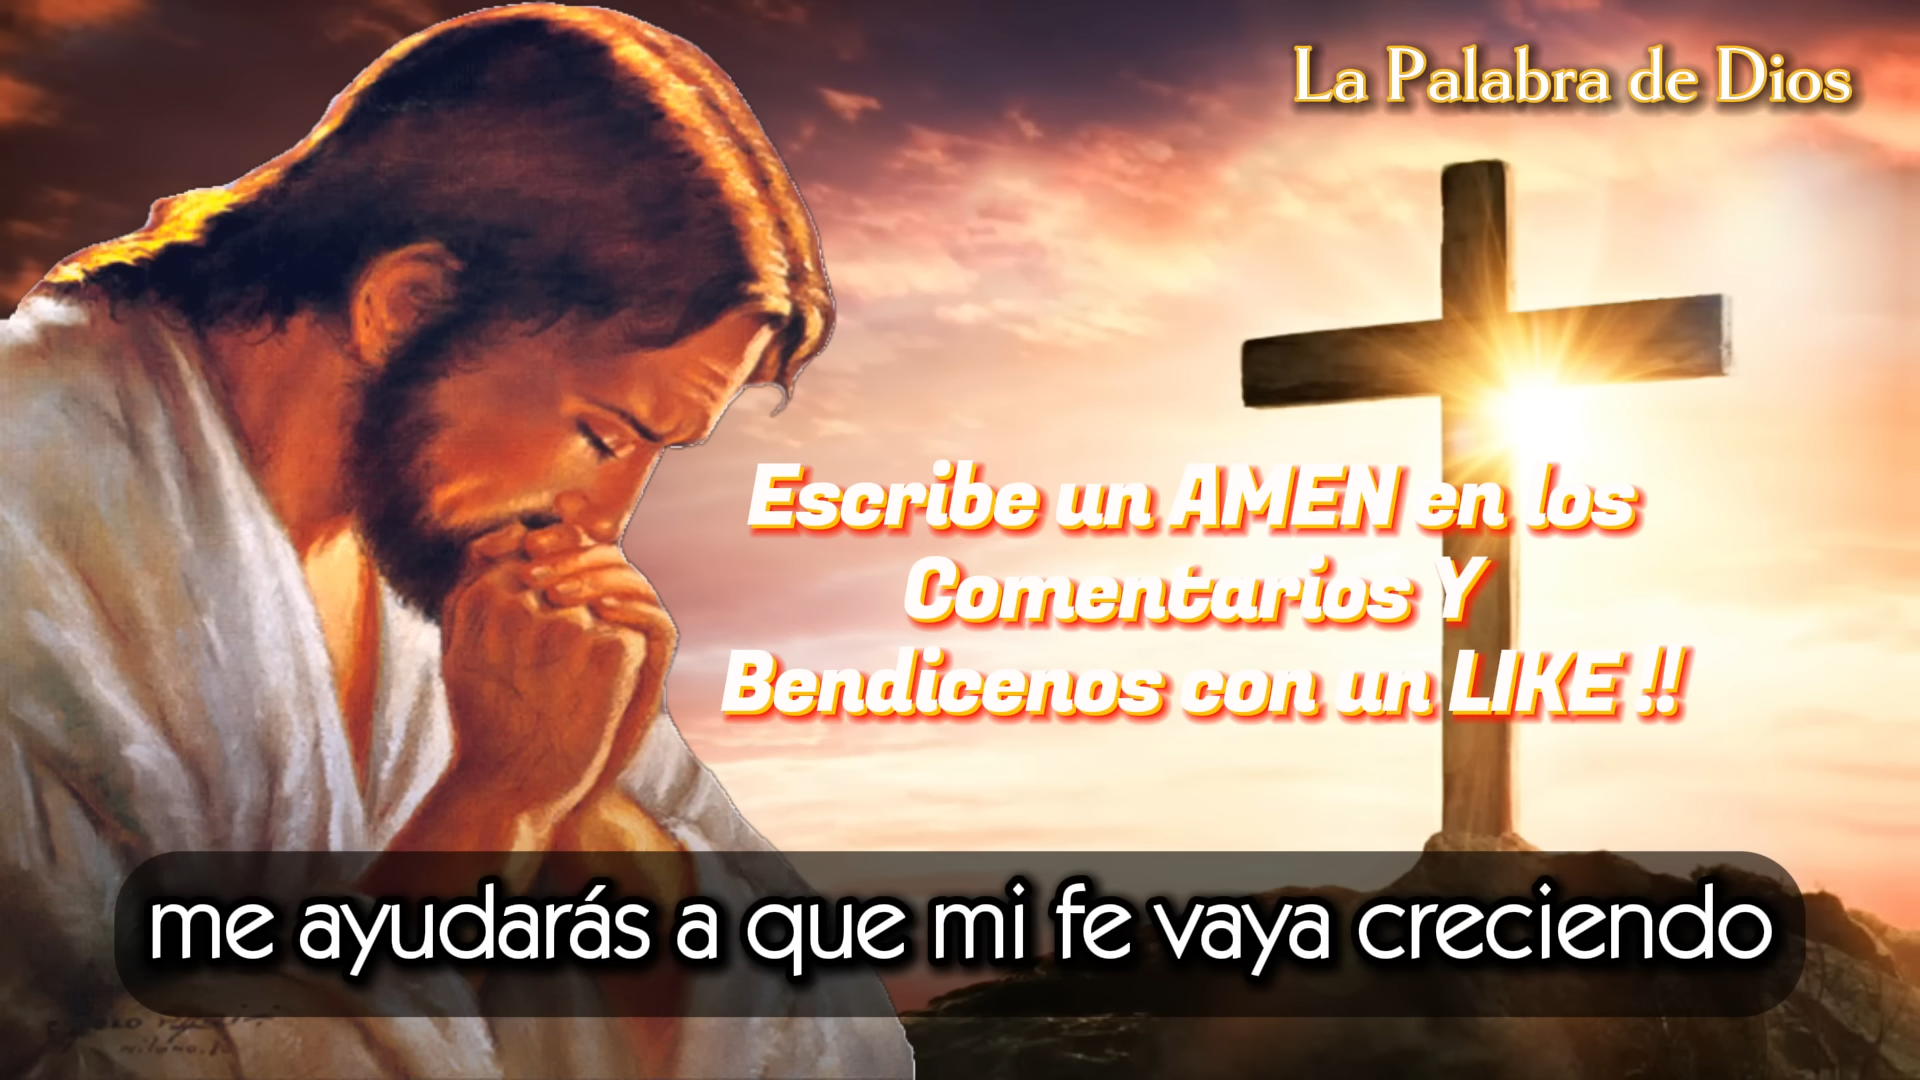 La Palabra de Dios
Escribe un AMEN en los
Comentarios Y
Bendicenos con un LIKE !!
me ayudarás a que mi fe vaya creciendo